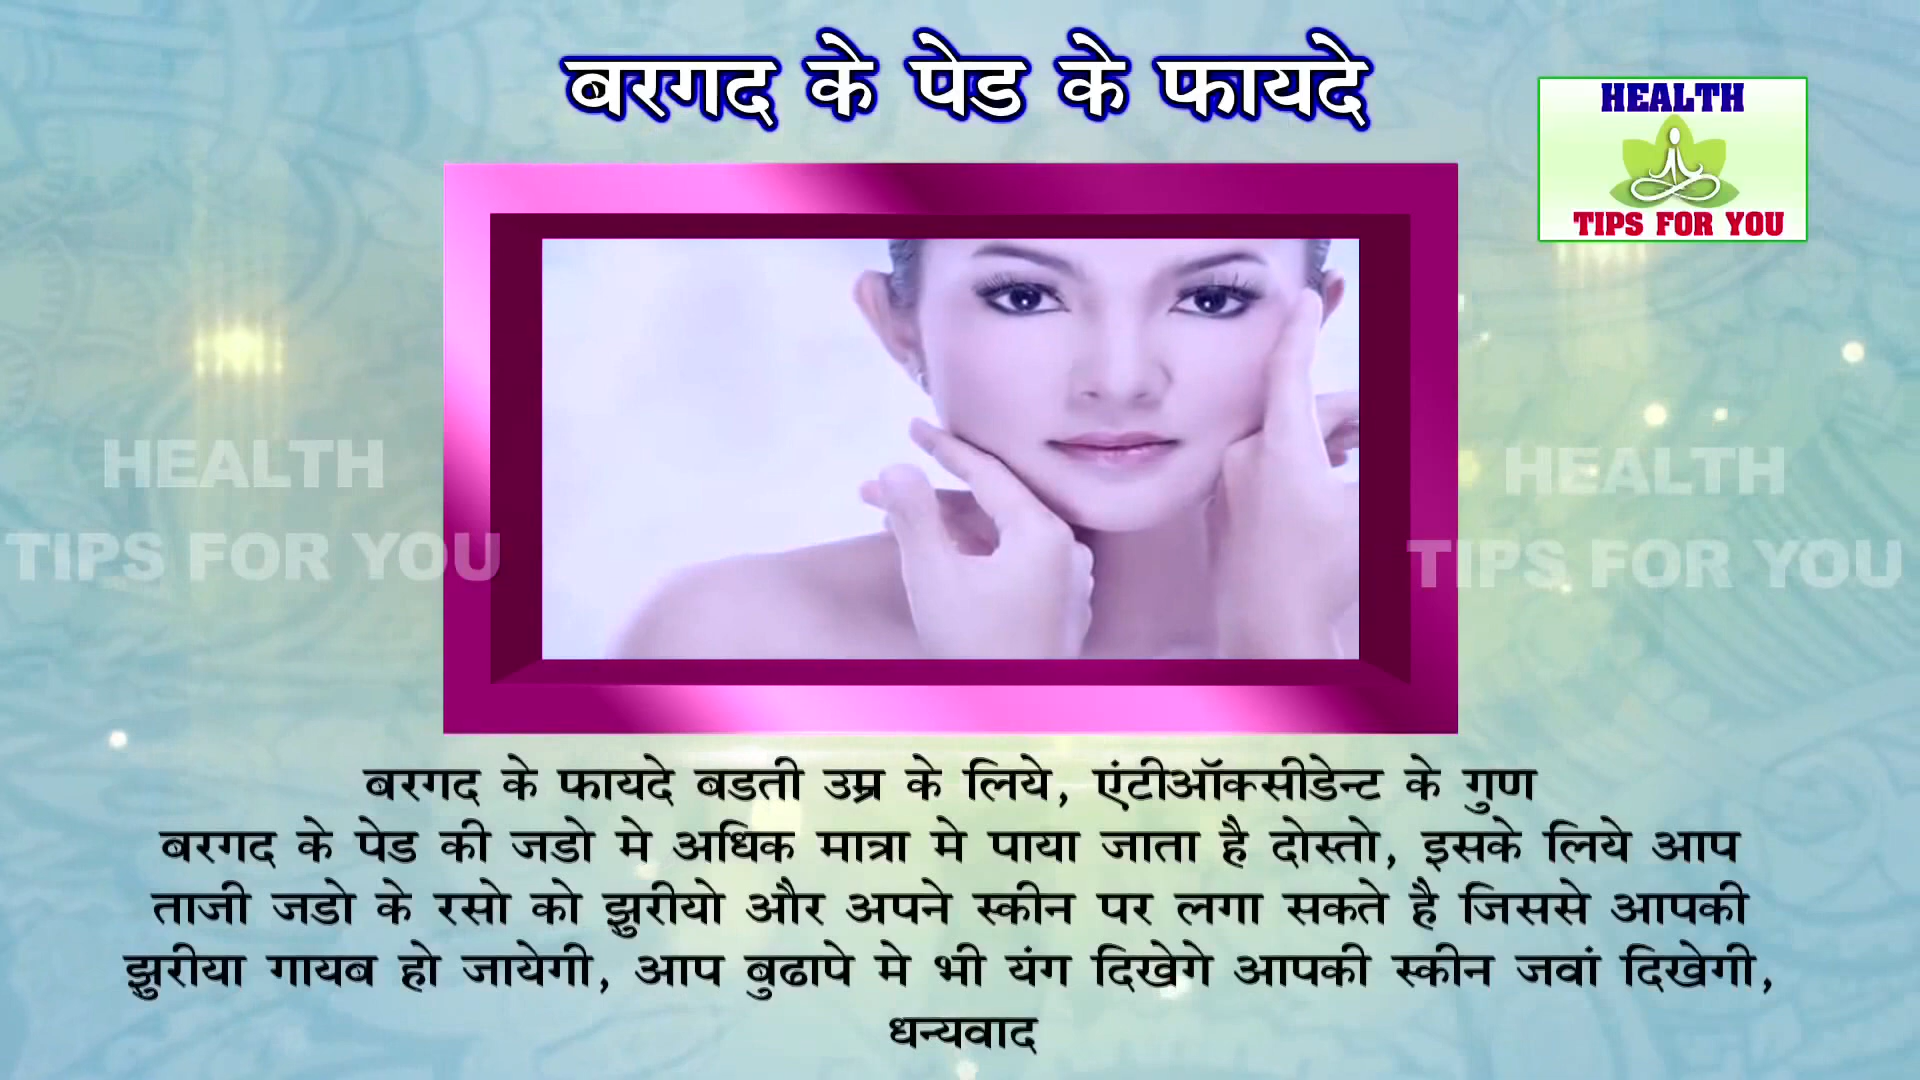 बरगद के पेड के फायदे
HEALTH
TIPS FOR YOU
HEALTH
TIPS FOR YOU
HEALTH
TIPS FOR YOU
बरगद के फायदे बडती उम्र के लिये, एंटीऑक्सीडेन्ट के गुण
बरगद के पेड की जडो मे अधिक मात्रा मे पाया जाता है दोस्तो, इसके लिये आप
ताजी जडो के रसो को झुरीयो और अपने स्कीन पर लगा सकते है जिससे आपकी
झुरीया गायब हो जायेगी, आप बुढापे मे भी यंग दिखेगे आपकी स्कीन जवां दिखेगी,
धन्यवाद